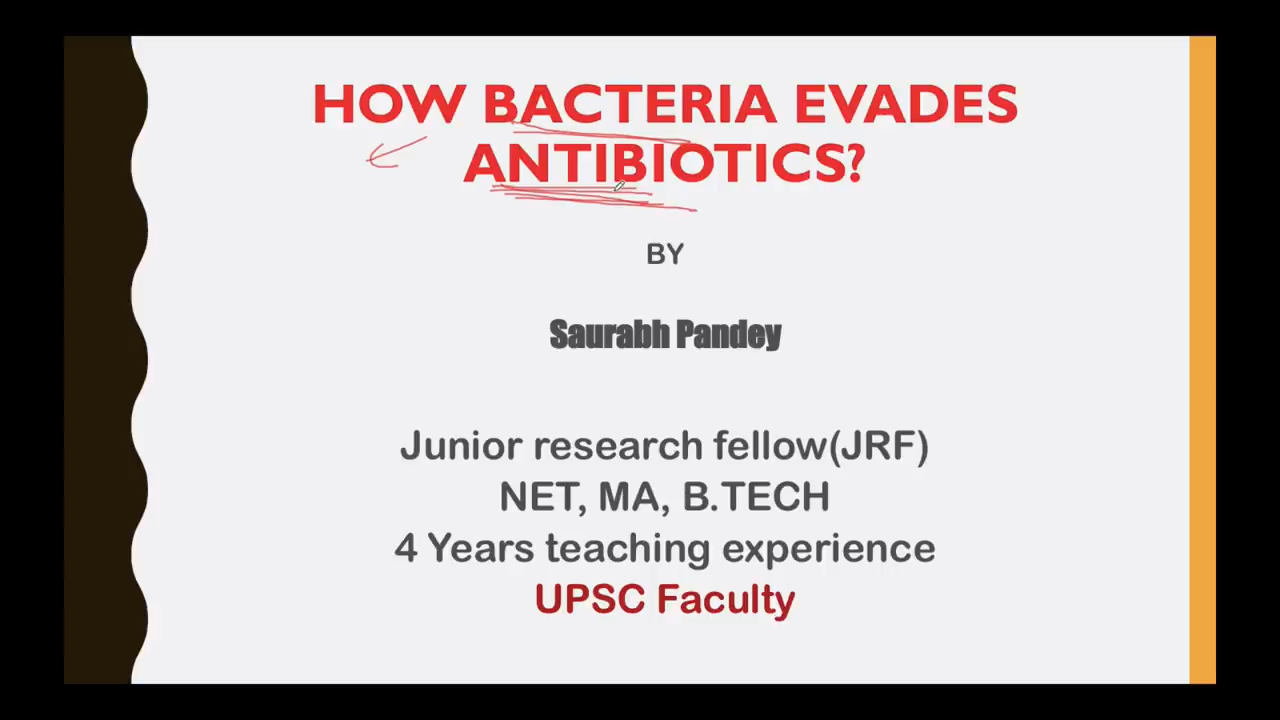 HOW BACTERIA EVADES
ANTIBIOTICS?
BY
Saurabh Pandey
Junior research fellow(JRF)
NET, MA, B.TECH
4 Years teaching experience
UPSC Faculty